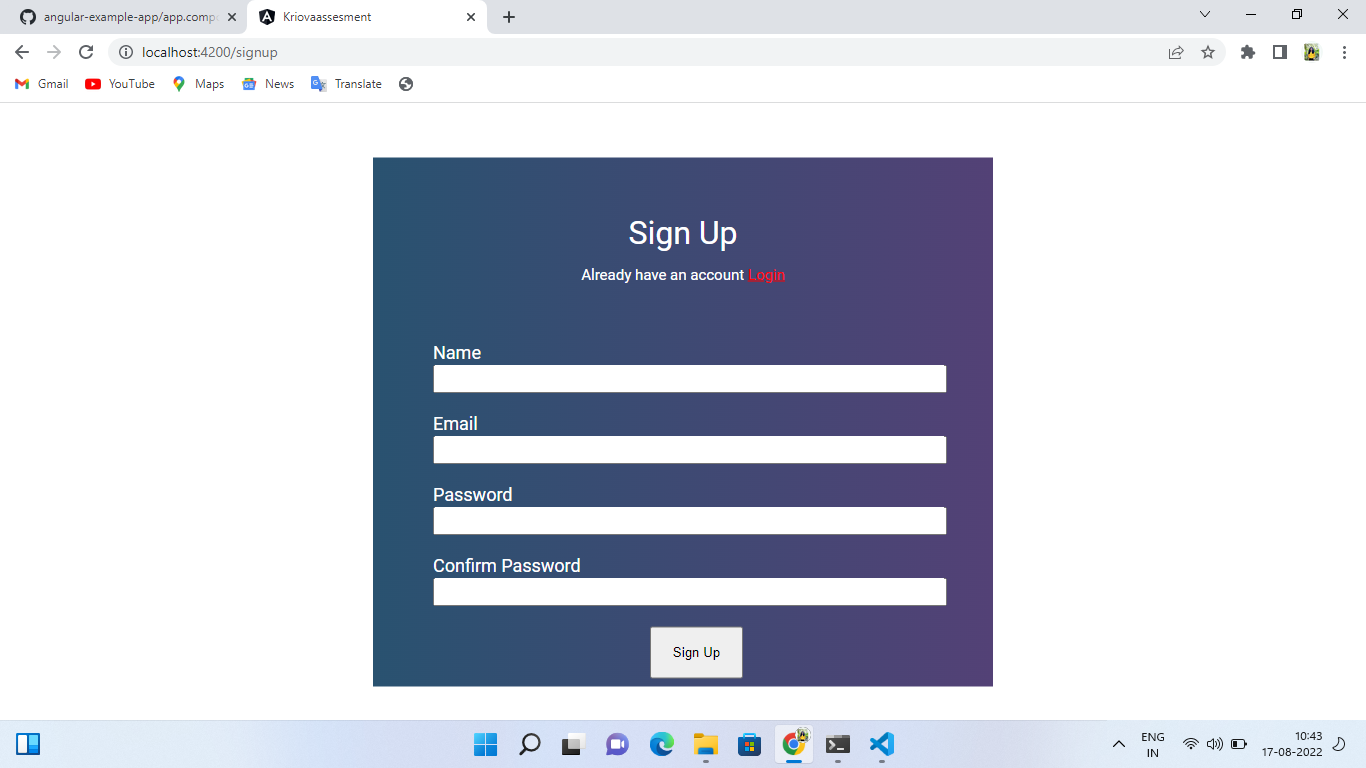 angular-example-app/app.comp
Kriovaassesment
localhost:4200/signup
Gmail
YouTube
Maps
News
Translate
Sign Up
Already have an account Login
Name
Email
Password
Confirm Password
Sign Up
ENG
IN
10:43
17-08-2022